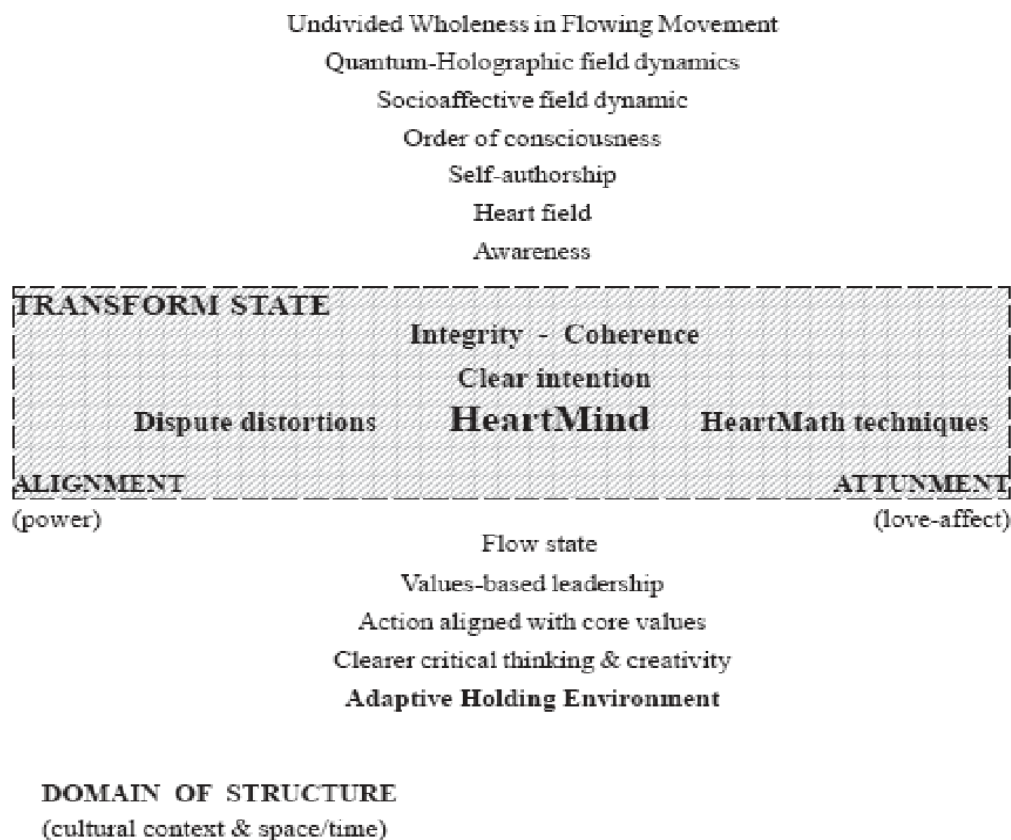 Undivided Wholeness in Flowing Movement
Quantum-Holographic field dynamics
Socioaffective field dynamic
Order of consciousness
Self-authorship
Heart field
Awareness
TRANSFORM STATE
Integrity - Coherence
Clear intention
Dispute distortions HeartMind HeartMath techniques
ALIGNMENT ATTUNMENT
(power) (love-affect)
Flow state
Values-based leadership
Action aligned with core values
Clearer critical thinking & creativity
Adaptive Holding Environment
DOMAIN OF STRUCTURE
(cultural context & space/time)